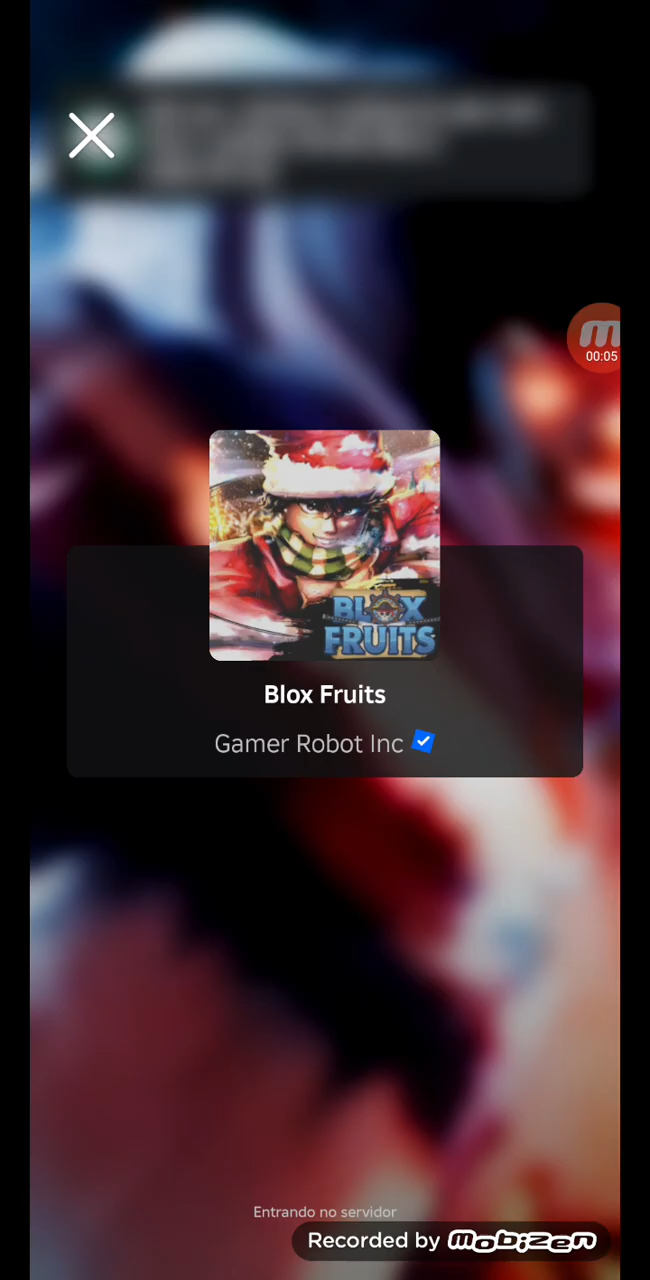 00:05
BLOX
FRUITS
Blox Fruits
Gamer Robot Inc
Entrando no servidor
Recorded by mobizen